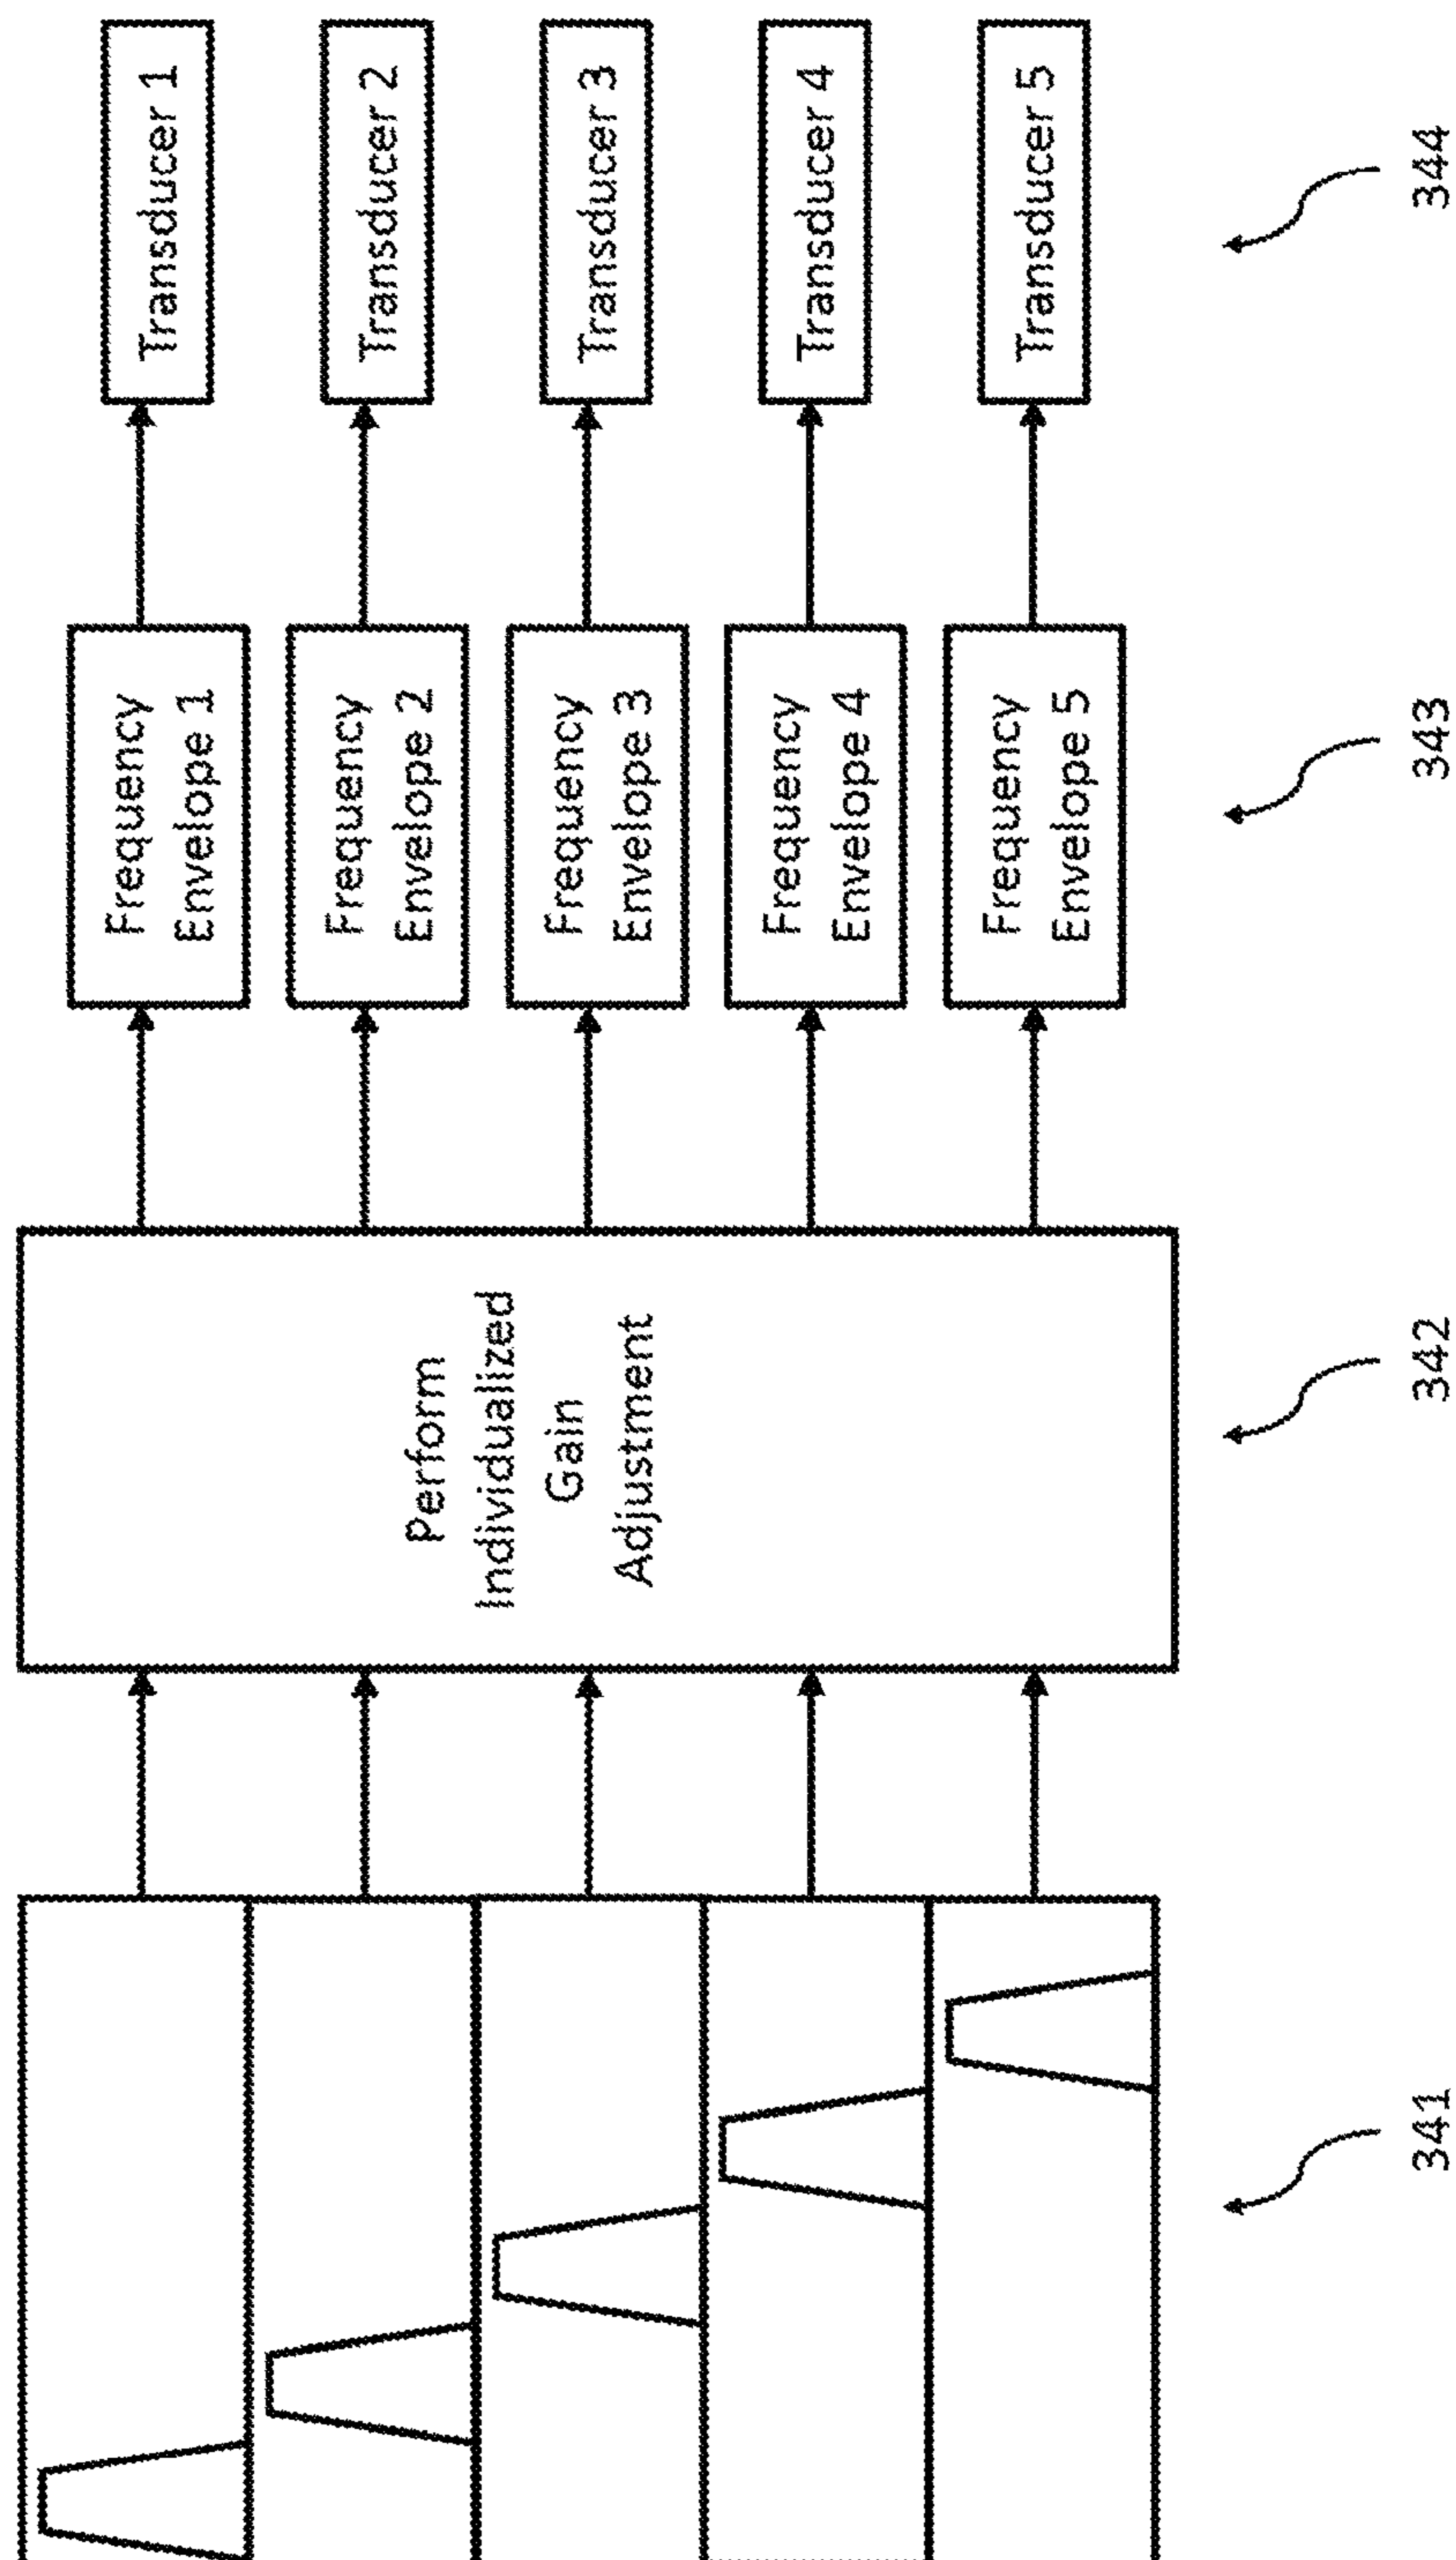 Perform
Individualized
Gain
Adjustment
Frequency
Envelope 1
Frequency
Envelope 2
Frequency
Envelope 3
Frequency
Envelope 4
Frequency
Envelope 5
Transducer 1
Transducer 2
Transducer 3
Transducer 4
Transducer 5
341
342
343
344